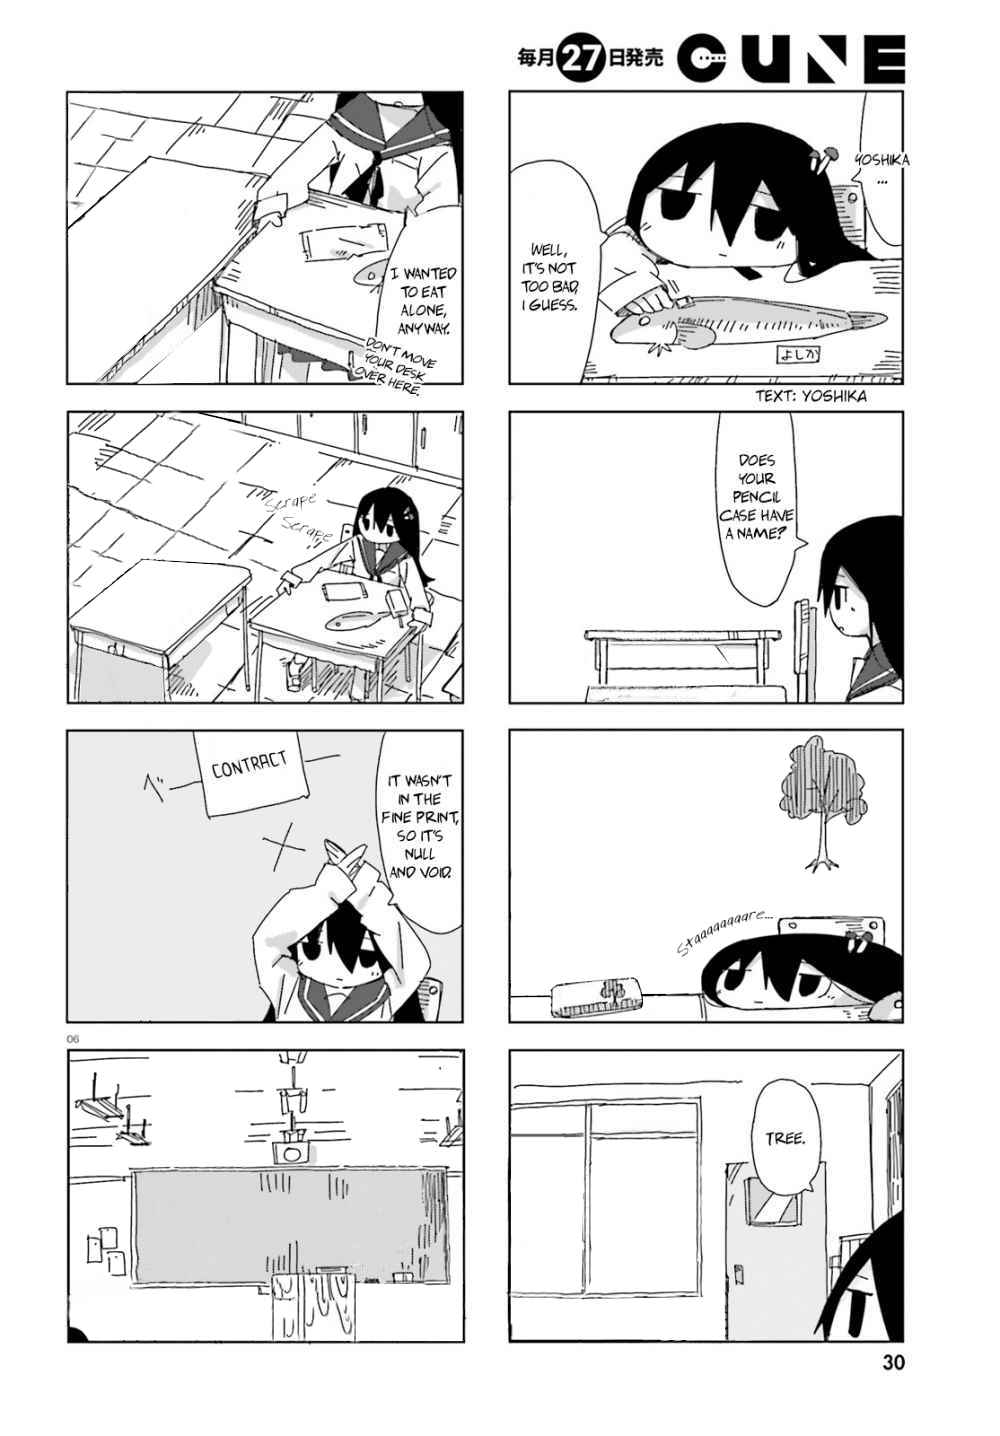 毎月27日発売 CUNE
YOSHIKA
...
WELL,
IT'S NOT
TOO BAD,
I GUESS.
よしか
TEXT: YOSHIKA
DOES
YOUR
PENCIL
CASE HAVE
A NAME?
Staaaaaaaare...
TREE.
I WANTED
TO EAT
ALONE,
ANYWAY.
DON'T MOVE
YOUR DESK
OVER HERE.
Scrape
Scrape
CONTRACT
IT WASN'T
IN THE
FINE PRINT,
SO IT'S
NULL
AND VOID.
06
30